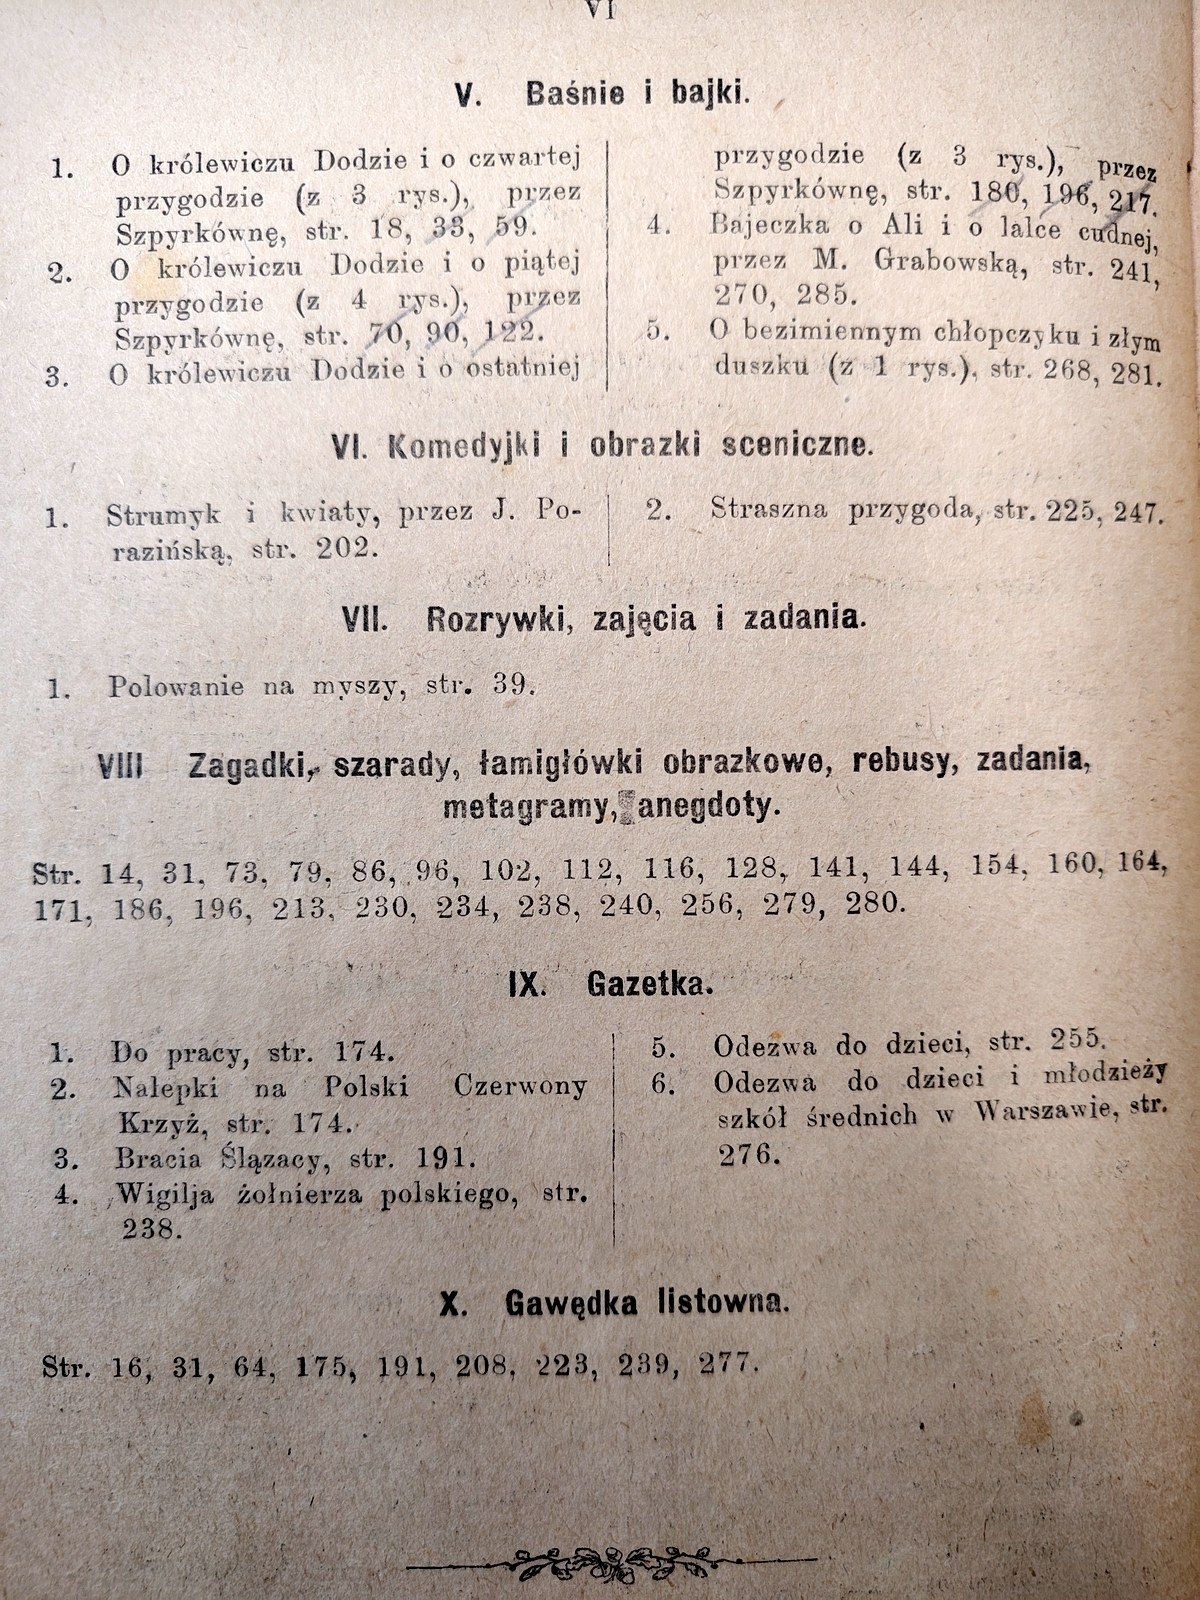 VI
V. Baśnie i bajki.
1. O królewiczu Dodzie i o czwartej
przygodzie (z 3 rys.), przez
Szpyrkównę, str. 18, 33, 59.
2. O królewiczu Dodzie i o piątej
przygodzie (z 4 rys.), przez
Szpyrkównę, str. 70, 90, 122.
3. O królewiczu Dodzie i o ostatniej
przygodzie (z 3 rys.), przez
Szpyrkównę, str. 180, 196, 217.
4. Bajeczka o Ali i o lalce cudnej,
przez M. Grabowską, str. 241,
270, 285.
5. O bezimiennym chłopczyku i złym
duszku (z 1 rys.), str. 268, 281.
VI. Komedyjki i obrazki sceniczne.
1. Strumyk i kwiaty, przez J. Po-
razińską, str. 202.
2. Straszna przygoda, str. 225, 247.
VII. Rozrywki, zajęcia i zadania.
1. Polowanie na myszy, str. 39.
VIII Zagadki, szarady, łamigłówki obrazkowe, rebusy, zadania,
metagramy, anegdoty.
Str. 14, 31, 73, 79, 86, 96, 102, 112, 116, 128, 141, 144, 154, 160, 164,
171, 186, 196, 213, 230, 234, 238, 240, 256, 279, 280.
IX. Gazetka.
1. Do pracy, str. 174.
2. Nalepki na Polski Czerwony
Krzyż, str. 174.
3. Bracia Ślązacy, str. 191.
4. Wigilja żołnierza polskiego, str.
238.
5. Odezwa do dzieci, str. 255.
6. Odezwa do dzieci i młodzieży
szkół średnich w Warszawie, str.
276.
X. Gawędka listowna.
Str. 16, 31, 64, 175, 191, 208, 223, 239, 277.